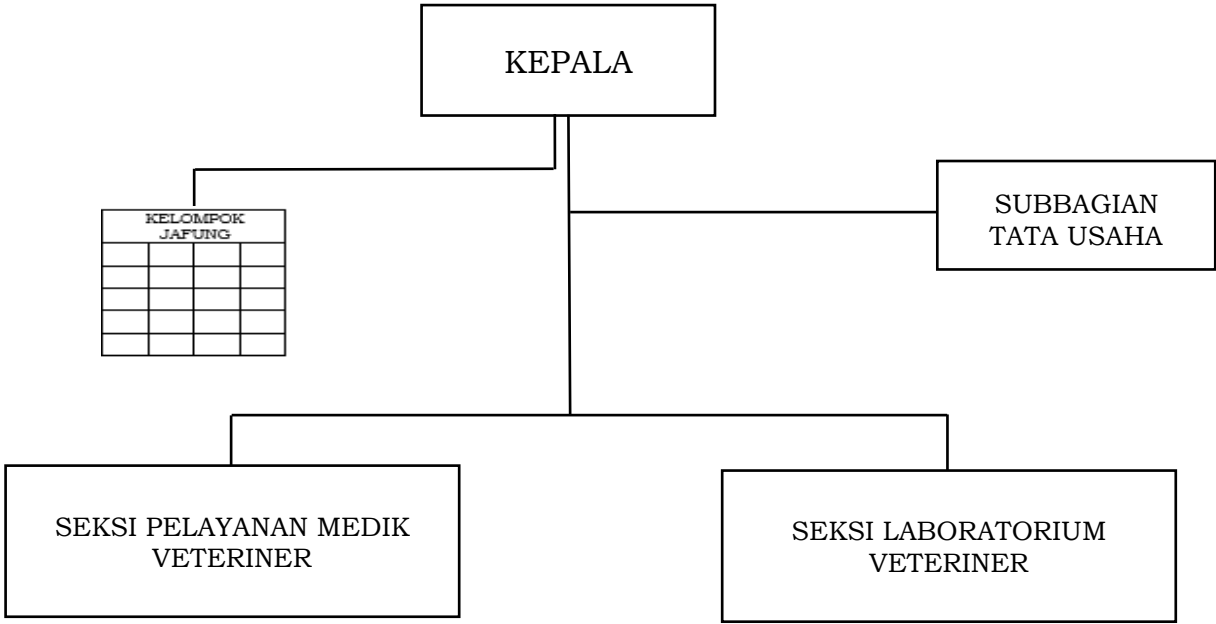 KEPALA
SUBBAGIAN
TATA USAHA
KELOMPOK
JAFUNG
SEKSI PELAYANAN MEDIK
VETERINER
SEKSI LABORATORIUM
VETERINER